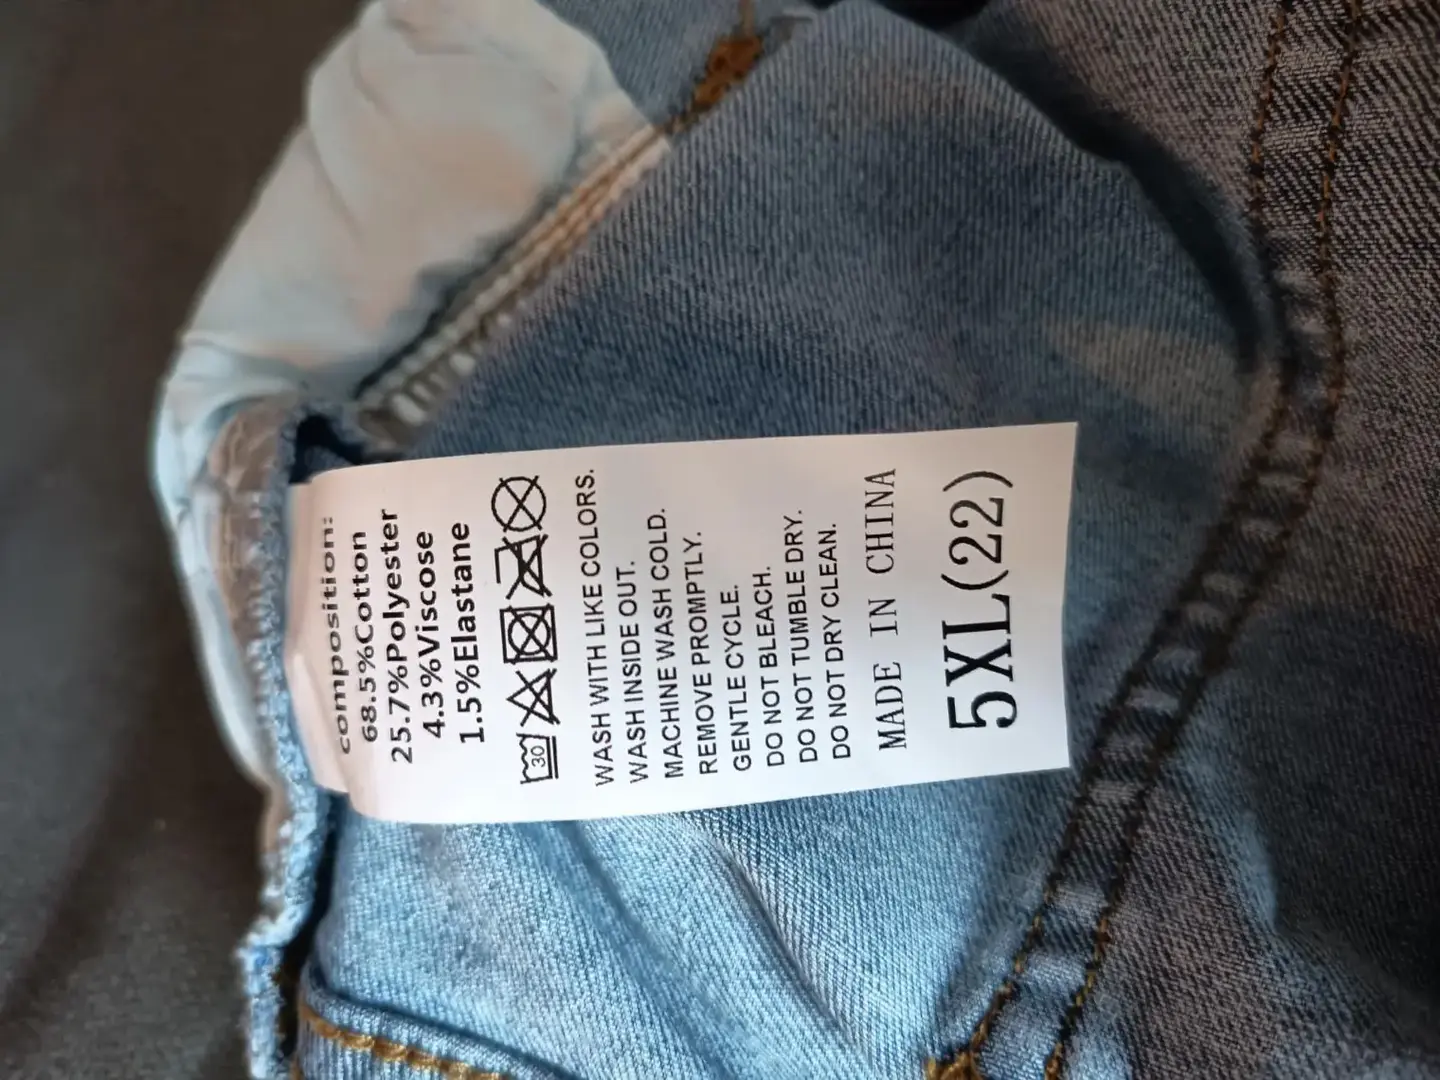 composition:
68.5%Cotton
25.7%Polyester
4.3%Viscose
1.5%Elastane
30
WASH WITH LIKE COLORS.
WASH INSIDE OUT.
MACHINE WASH COLD.
REMOVE PROMPTLY.
GENTLE CYCLE.
DO NOT BLEACH.
DO NOT TUMBLE DRY.
DO NOT DRY CLEAN.
MADE IN CHINA
5XL(22)